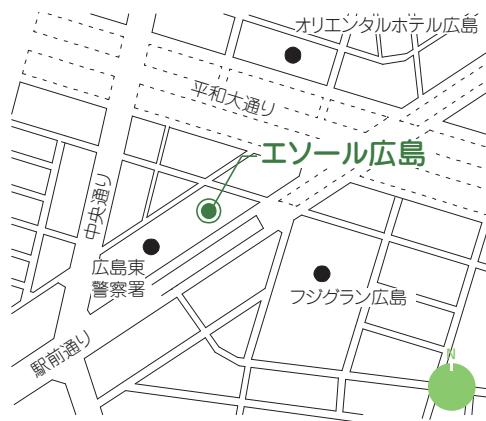 オリエンタルホテル広島
平和大通り
エソール広島
中央通り
広島東
警察署
フジグラン広島
駅前通り
N